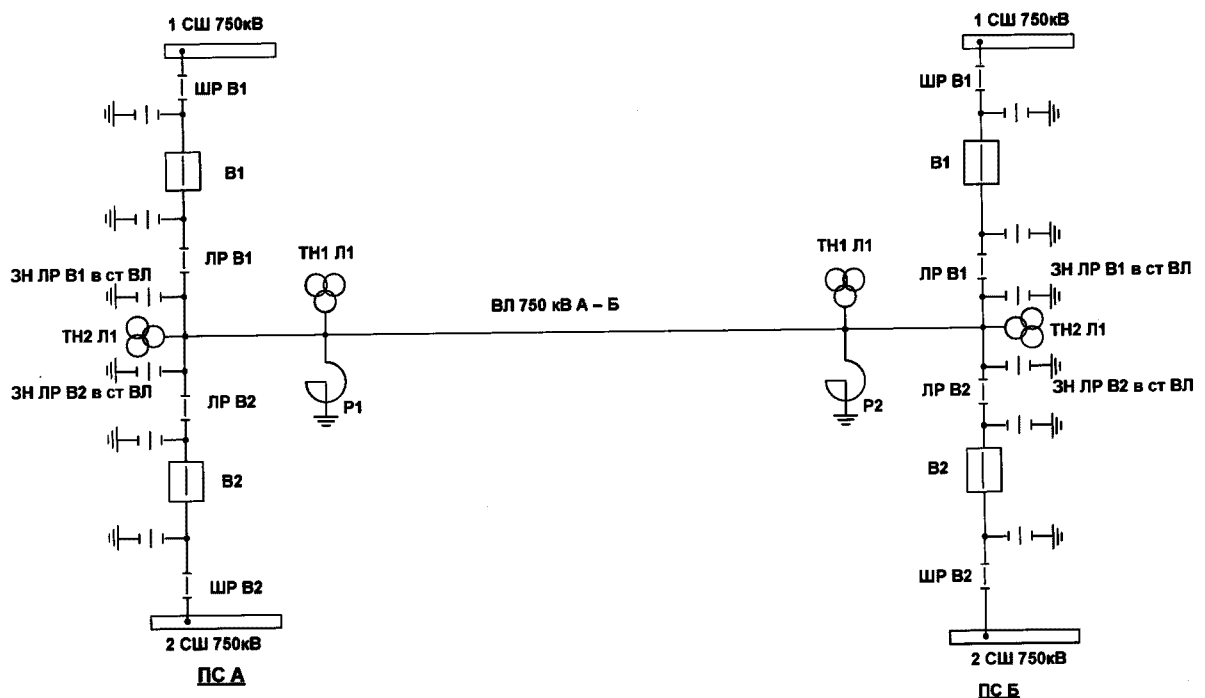 1 СШ 750кВ
1 СШ 750кВ
ШР В1
ШР В1
В1
В1
ЛР В1
ТН1 Л1
ТН1 Л1
ЛР В1
ЗН ЛР В1 в ст ВЛ
ЗН ЛР В1 в ст ВЛ
ВЛ 750 кВ А – Б
ТН2 Л1
ТН2 Л1
ЗН ЛР В2 в ст ВЛ
ЗН ЛР В2 в ст ВЛ
ЛР В2
Р1
Р2
ЛР В2
В2
В2
ШР В2
ШР В2
2 СШ 750кВ
2 СШ 750кВ
ПС А
ПС Б